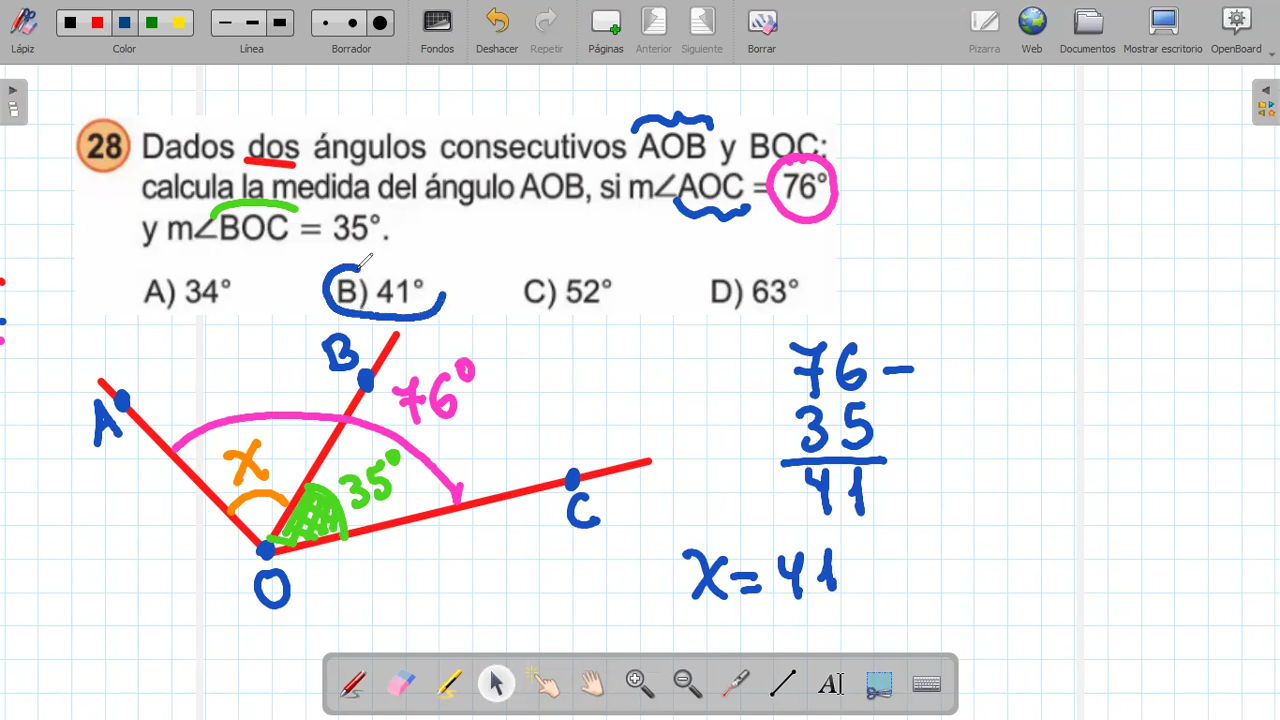 Lápiz
Color
Línea
Borrador
Fondos
Deshacer
Repetir
Páginas
Anterior
Siguiente
Borrar
Pizarra
Web
Documentos
Mostrar escritorio
OpenBoard
28 Dados dos ángulos consecutivos AOB y BOC;
calcula la medida del ángulo AOB, si m∠AOC = 76°
y m∠BOC = 35°.
A) 34° B) 41° C) 52° D) 63°
B
76°
A
X
35°
C
O
76 -
35
41
x = 41